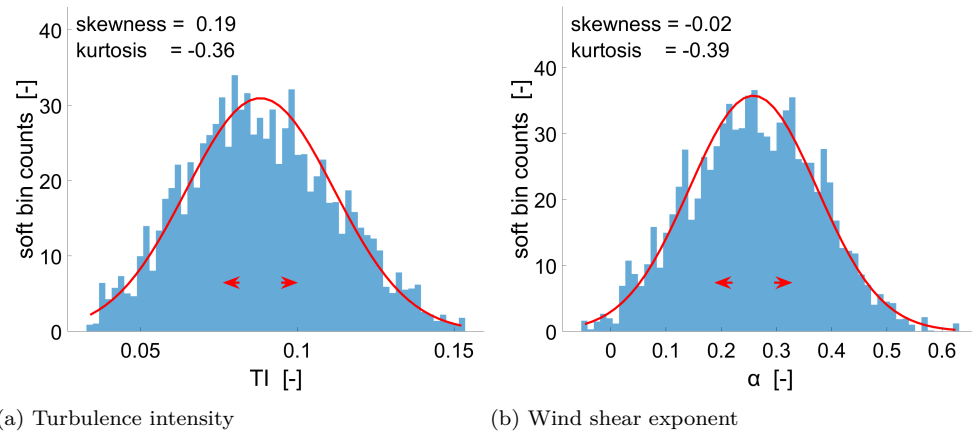 skewness = 0.19
kurtosis = -0.36
soft bin counts [-]
40
30
20
10
0
0.05 0.1 0.15
TI [-]
(a) Turbulence intensity
skewness = -0.02
kurtosis = -0.39
soft bin counts [-]
40
30
20
10
0
0 0.1 0.2 0.3 0.4 0.5 0.6
α [-]
(b) Wind shear exponent